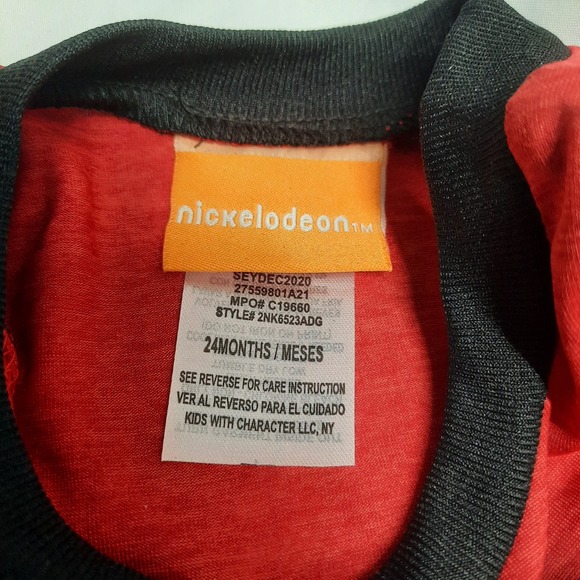 nickelodeon™
SEYDEC2020
27559801A21
MPO# C19660
STYLE# 2NK6523ADG
24MONTHS / MESES
SEE REVERSE FOR CARE INSTRUCTION
VER AL REVERSO PARA EL CUIDADO
KIDS WITH CHARACTER LLC, NY